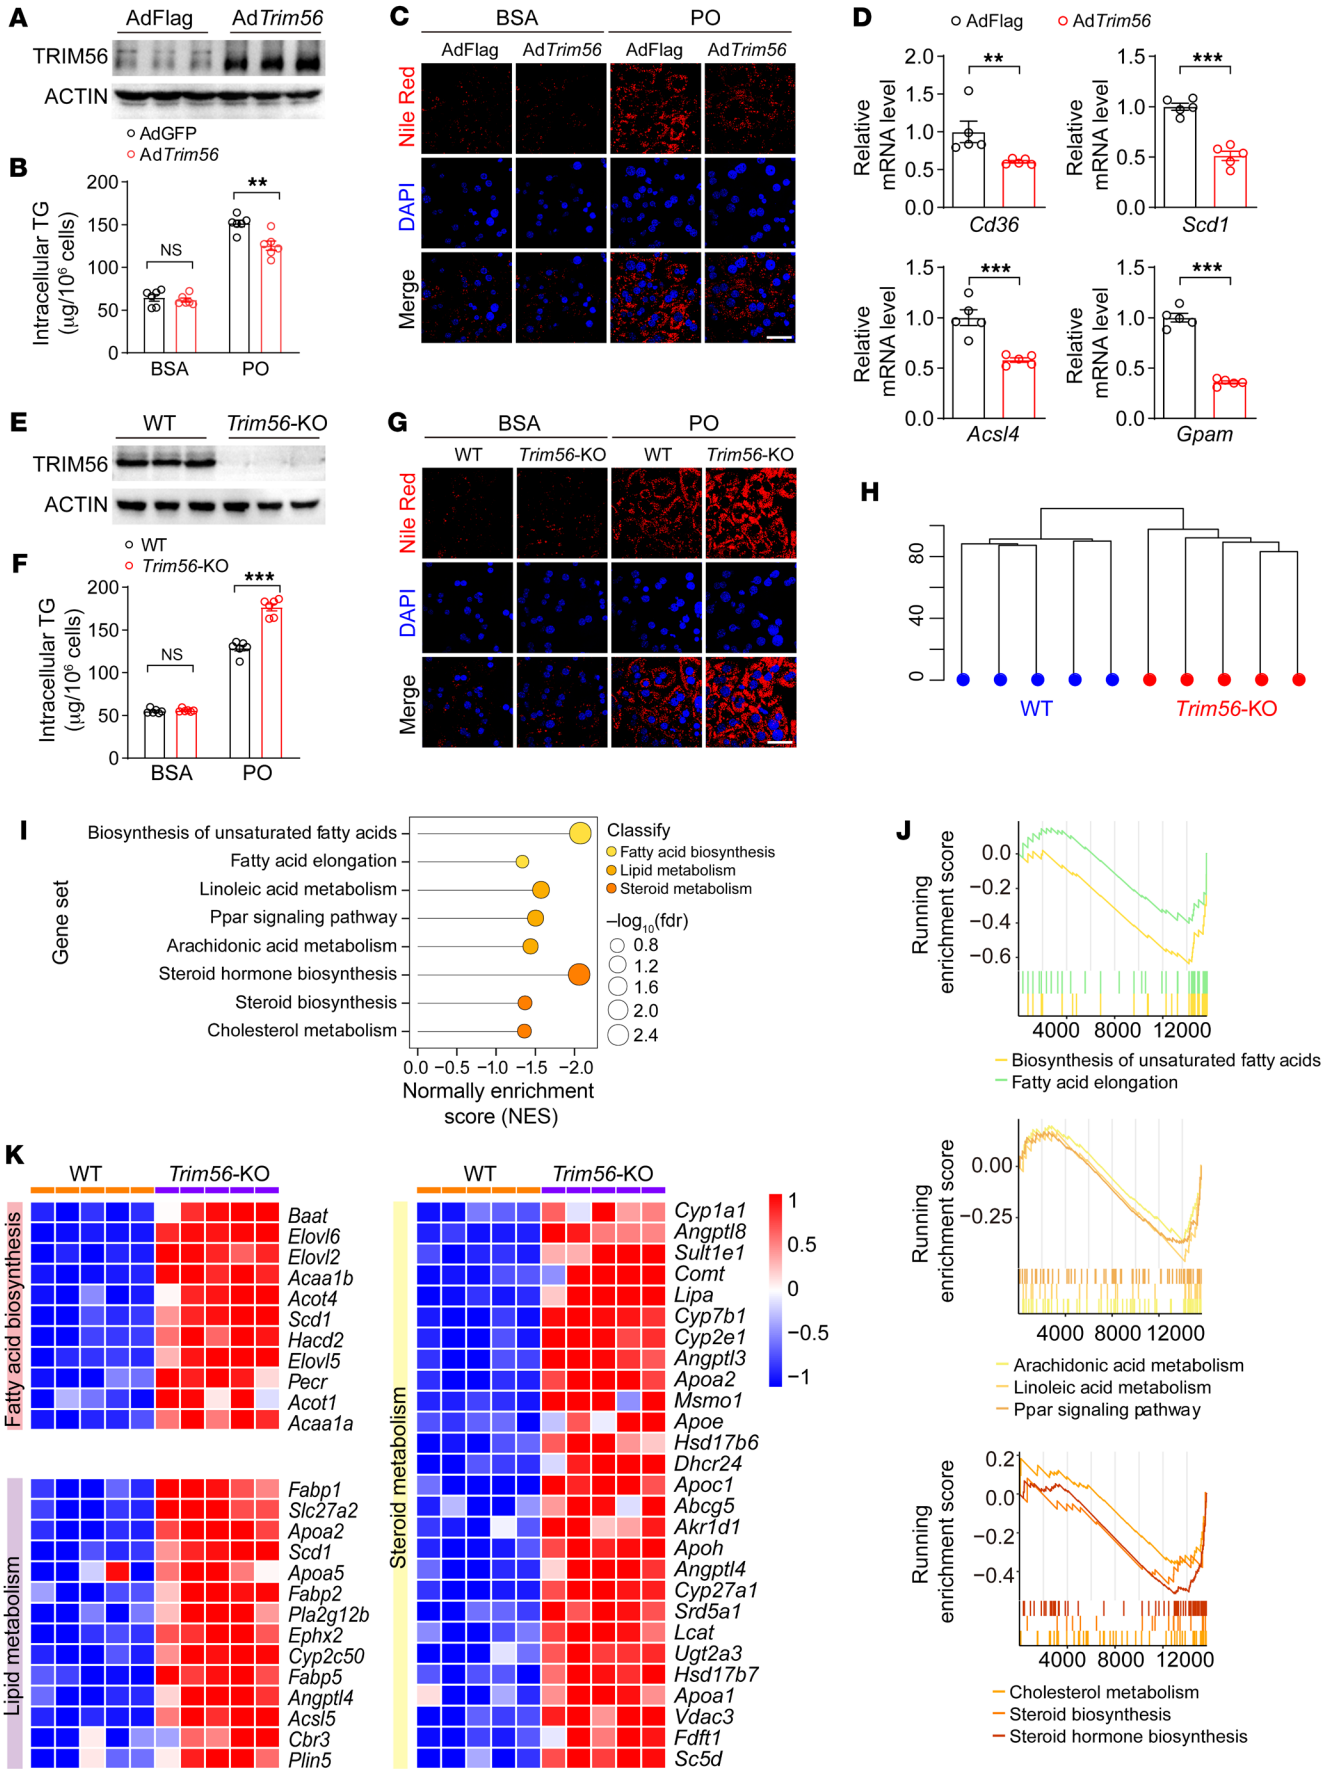 A
AdFlag
AdTrim56
TRIM56
ACTIN
B
AdGFP
AdTrim56
Intracellular TG
(μg/10⁶ cells)
200
150
100
50
0
NS
**
BSA
PO
C
BSA
PO
AdFlag
AdTrim56
AdFlag
AdTrim56
Nile Red
DAPI
Merge
D
AdFlag
AdTrim56
Relative
mRNA level
2.0
1.5
1.0
0.5
0.0
**
Cd36
Relative
mRNA level
1.5
1.0
0.5
0.0
***
Scd1
Relative
mRNA level
1.5
1.0
0.5
0.0
***
Acsl4
Relative
mRNA level
1.5
1.0
0.5
0.0
***
Gpam
E
WT
Trim56-KO
TRIM56
ACTIN
F
WT
Trim56-KO
Intracellular TG
(μg/10⁶ cells)
200
150
100
50
0
NS
***
BSA
PO
G
BSA
PO
WT
Trim56-KO
WT
Trim56-KO
Nile Red
DAPI
Merge
H
80
40
0
WT
Trim56-KO
I
Gene set
Biosynthesis of unsaturated fatty acids
Fatty acid elongation
Linoleic acid metabolism
Ppar signaling pathway
Arachidonic acid metabolism
Steroid hormone biosynthesis
Steroid biosynthesis
Cholesterol metabolism
0.0 −0.5 −1.0 −1.5 −2.0
Normally enrichment
score (NES)
Classify
Fatty acid biosynthesis
Lipid metabolism
Steroid metabolism
–log₁₀(fdr)
0.8
1.2
1.6
2.0
2.4
J
Running
enrichment score
0.0
−0.2
−0.4
−0.6
4000 8000 12000
Biosynthesis of unsaturated fatty acids
Fatty acid elongation
Running
enrichment score
0.00
−0.25
4000 8000 12000
Arachidonic acid metabolism
Linoleic acid metabolism
Ppar signaling pathway
Running
enrichment score
0.2
0.0
−0.2
−0.4
4000 8000 12000
Cholesterol metabolism
Steroid biosynthesis
Steroid hormone biosynthesis
K
WT
Trim56-KO
Fatty acid biosynthesis
Baat
Elovl6
Elovl2
Acaa1b
Acot4
Scd1
Hacd2
Elovl5
Pecr
Acot1
Acaa1a
Lipid metabolism
Fabp1
Slc27a2
Apoa2
Scd1
Apoa5
Fabp2
Pla2g12b
Ephx2
Cyp2c50
Fabp5
Angptl4
Acsl5
Cbr3
Plin5
WT
Trim56-KO
Steroid metabolism
Cyp1a1
Angptl8
Sult1e1
Comt
Lipa
Cyp7b1
Cyp2e1
Angptl3
Apoa2
Msmo1
Apoe
Hsd17b6
Dhcr24
Apoc1
Abcg5
Akr1d1
Apoh
Angptl4
Cyp27a1
Srd5a1
Lcat
Ugt2a3
Hsd17b7
Apoa1
Vdac3
Fdft1
Sc5d
1
0.5
0
−0.5
−1